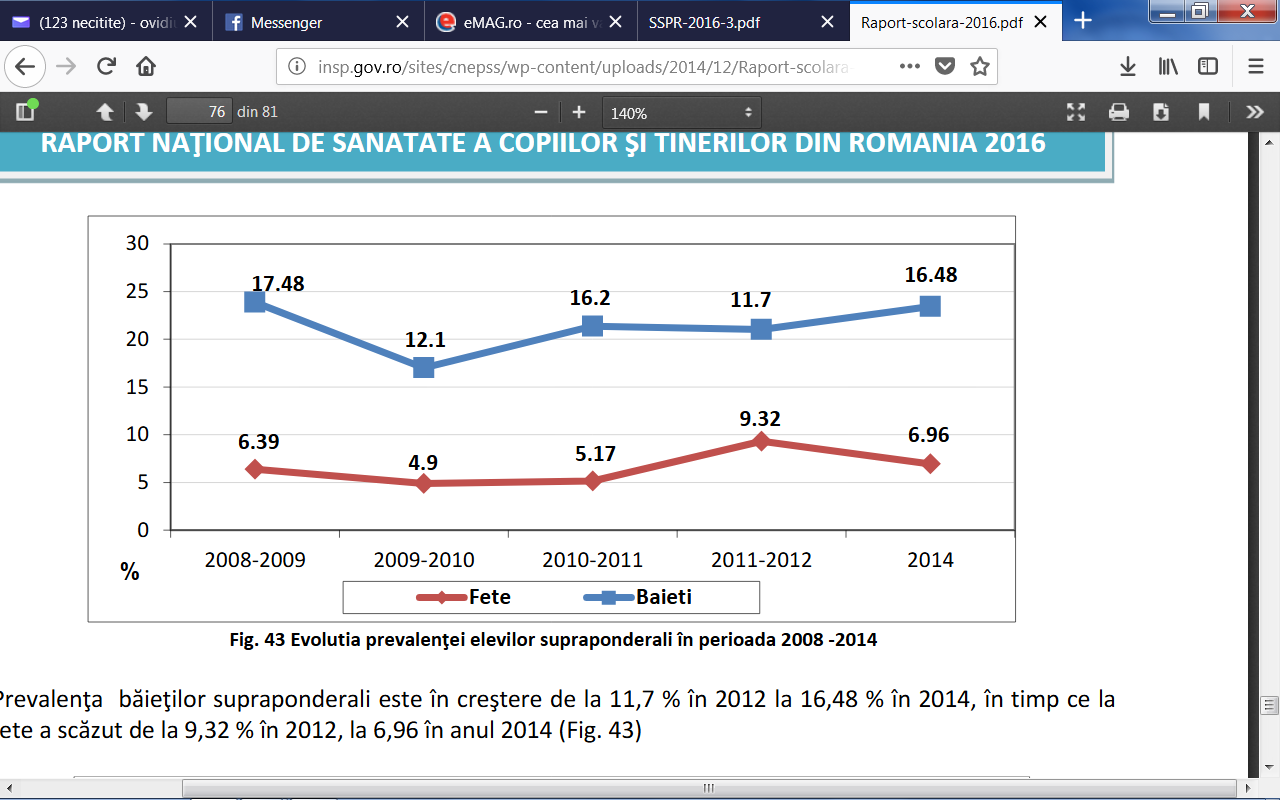 (123 necitite) - ovidiu
Messenger
eMAG.ro - cea mai v
SSPR-2016-3.pdf
Raport-scolara-2016.pdf
insp.gov.ro/sites/cnepss/wp-content/uploads/2014/12/Raport-scolara-
76 din 81
140%
RAPORT NAŢIONAL DE SANATATE A COPIILOR ŞI TINERILOR DIN ROMANIA 2016
30
25
20
15
10
5
0
17.48
12.1
16.2
11.7
16.48
6.39
4.9
5.17
9.32
6.96
2008-2009 2009-2010 2010-2011 2011-2012 2014
%
Fete Baieti
Fig. 43 Evolutia prevalenţei elevilor supraponderali în perioada 2008 -2014
Prevalenţa băieţilor supraponderali este în creştere de la 11,7 % în 2012 la 16,48 % în 2014, în timp ce la
ete a scăzut de la 9,32 % în 2012, la 6,96 în anul 2014 (Fig. 43)